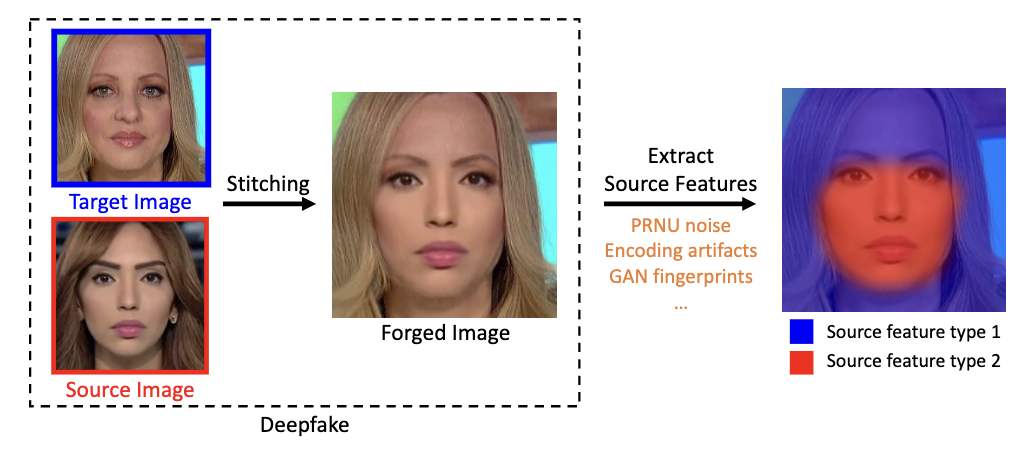 Target Image
Source Image
Stitching
Forged Image
Deepfake
Extract
Source Features
PRNU noise
Encoding artifacts
GAN fingerprints
...
Source feature type 1
Source feature type 2